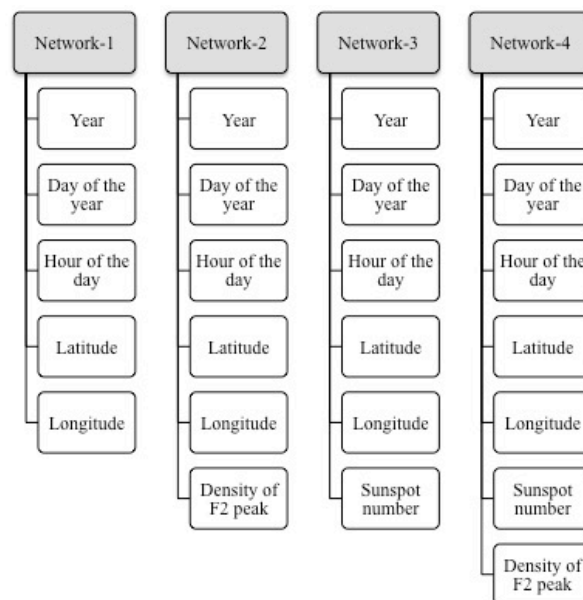 Network-1
Year
Day of the
year
Hour of the
day
Latitude
Longitude
Network-2
Year
Day of the
year
Hour of the
day
Latitude
Longitude
Density of
F2 peak
Network-3
Year
Day of the
year
Hour of the
day
Latitude
Longitude
Sunspot
number
Network-4
Year
Day of the
year
Hour of the
day
Latitude
Longitude
Sunspot
number
Density of
F2 peak